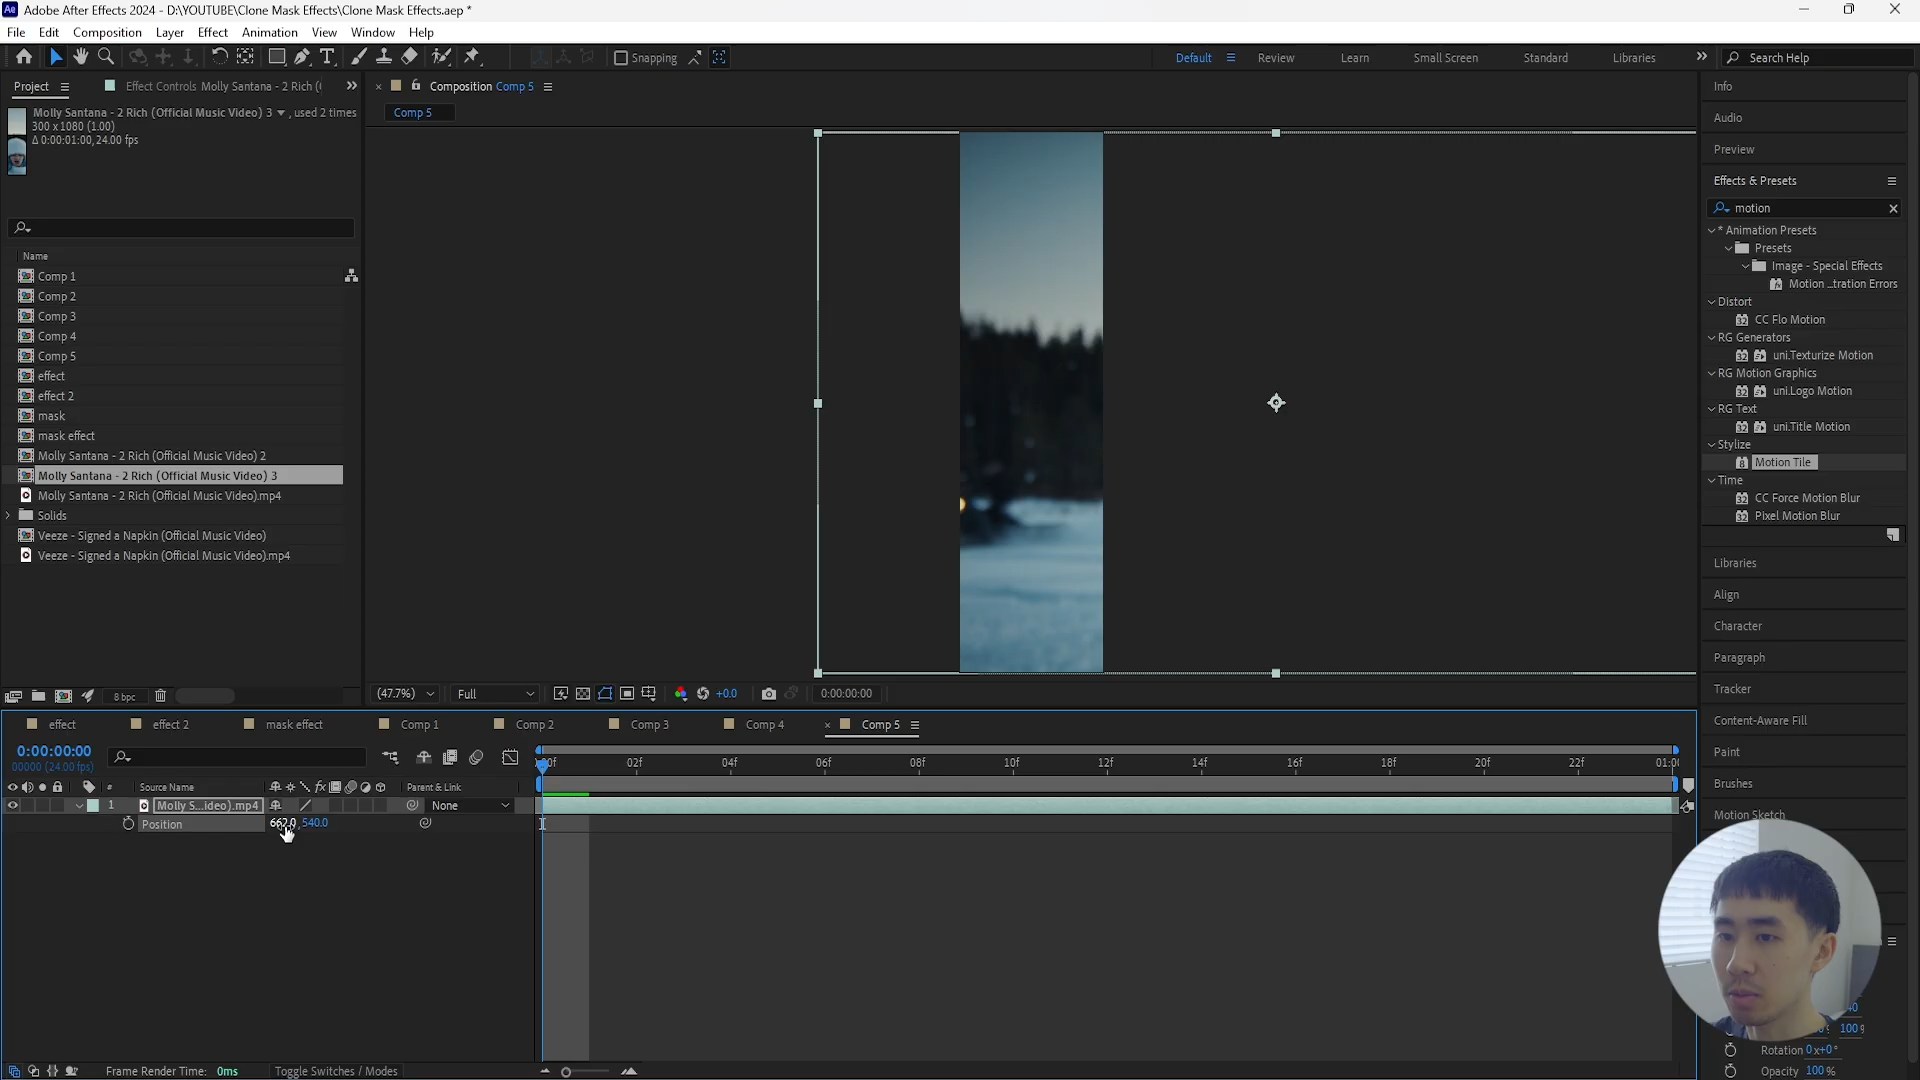 Adobe After Effects 2024 - D:\YOUTUBE\Clone Mask Effects\Clone Mask Effects.aep *
File Edit Composition Layer Effect Animation View Window Help
Snapping
Default Review Learn Small Screen Standard Libraries Search Help
Project Effect Controls Molly Santana - 2 Rich (
Composition Comp 5
Comp 5
Molly Santana - 2 Rich (Official Music Video) 3 , used 2 times
300 x 1080 (1.00)
Δ 0:00:01:00, 24.00 fps
Name
Comp 1
Comp 2
Comp 3
Comp 4
Comp 5
effect
effect 2
mask
mask effect
Molly Santana - 2 Rich (Official Music Video) 2
Molly Santana - 2 Rich (Official Music Video) 3
Molly Santana - 2 Rich (Official Music Video).mp4
Solids
Veeze - Signed a Napkin (Official Music Video)
Veeze - Signed a Napkin (Official Music Video).mp4
8 bpc
(47.7%) Full +0.0 0:00:00:00
Info
Audio
Preview
Effects & Presets
motion
* Animation Presets
Presets
Image - Special Effects
Motion ...tration Errors
Distort
CC Flo Motion
RG Generators
uni.Texturize Motion
RG Motion Graphics
uni.Logo Motion
RG Text
uni.Title Motion
Stylize
Motion Tile
Time
CC Force Motion Blur
Pixel Motion Blur
Libraries
Align
Character
Paragraph
Tracker
Content-Aware Fill
Paint
Brushes
Motion Sketch
Rotation 0x+0°
Opacity 100%
effect effect 2 mask effect Comp 1 Comp 2 Comp 3 Comp 4 Comp 5
0:00:00:00
00000 (24.00 fps)
02f 04f 06f 08f 10f 12f 14f 16f 18f 20f 22f
# Source Name Parent & Link
1 Molly S...ideo).mp4 None
Position 662.0, 540.0
Frame Render Time: 0ms Toggle Switches / Modes